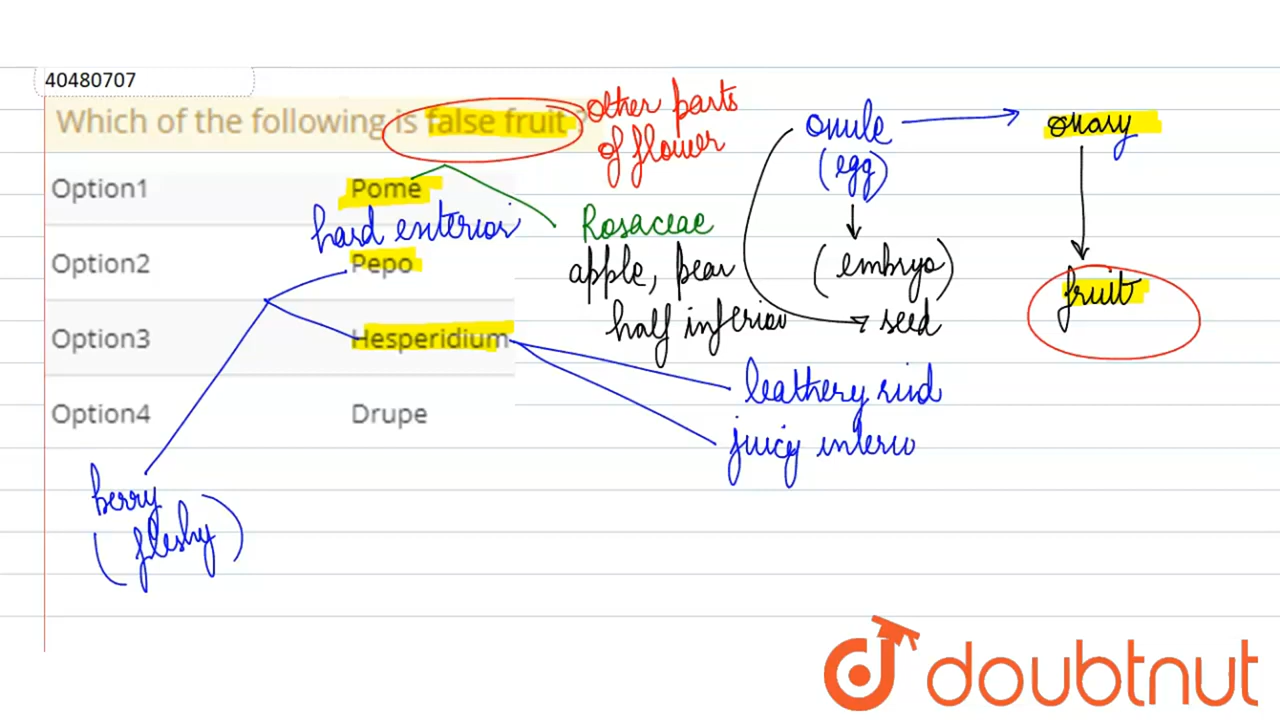 40480707
Which of the following is false fruit ?
other parts
of flower
ovule
(egg)
ovary
Option1 Pome
hard exterior
Rosaceae
Option2 Pepo
apple, pear
(embryo)
fruit
half inferior
seed
Option3 Hesperidium
leathery rind
Option4 Drupe
juicy interio
berry
(fleshy)
doubtnut